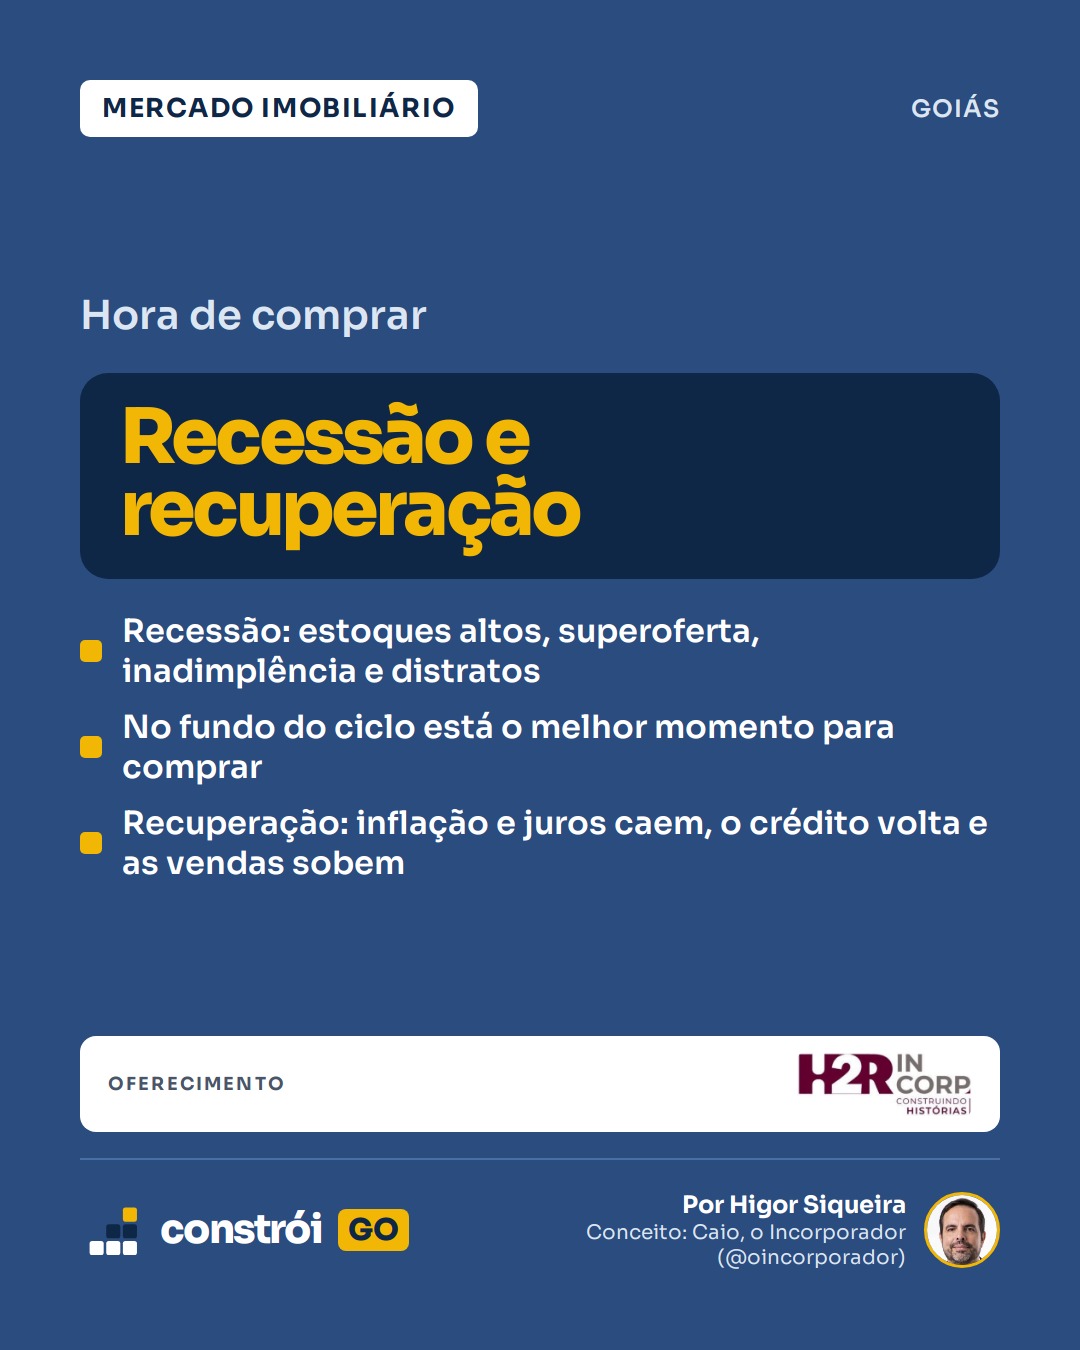 MERCADO IMOBILIÁRIO
GOIÁS
Hora de comprar
Recessão e
recuperação
Recessão: estoques altos, superoferta,
inadimplência e distratos
No fundo do ciclo está o melhor momento para
comprar
Recuperação: inflação e juros caem, o crédito volta e
as vendas sobem
OFERECIMENTO
H2R IN
CORP.
CONSTRUINDO
HISTÓRIAS
constrói GO
Por Higor Siqueira
Conceito: Caio, o Incorporador
(@oincorporador)